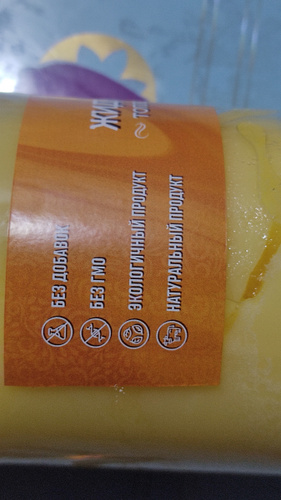 БЕЗ ДОБАВОК
БЕЗ ГМО
ЭКОЛОГИЧНЫЙ ПРОДУКТ
НАТУРАЛЬНЫЙ ПРОДУКТ